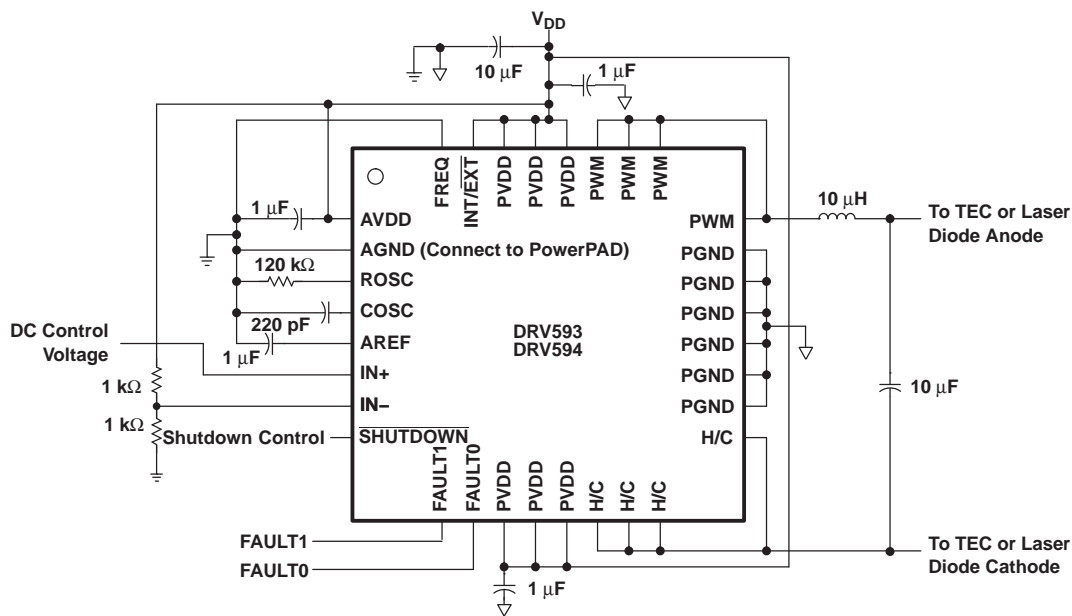 V_DD
10 μF
1 μF
FREQ
INT/EXT
PVDD
PVDD
PVDD
PWM
PWM
PWM
1 μF
AVDD
AGND (Connect to PowerPAD)
120 kΩ
ROSC
COSC
220 pF
AREF
1 μF
DC Control
Voltage
IN+
1 kΩ
IN–
1 kΩ
Shutdown Control
SHUTDOWN
DRV593
DRV594
PWM
PGND
PGND
PGND
PGND
PGND
PGND
H/C
10 μH
To TEC or Laser
Diode Anode
10 μF
FAULT1
FAULT0
PVDD
PVDD
PVDD
H/C
H/C
H/C
FAULT1
FAULT0
1 μF
To TEC or Laser
Diode Cathode